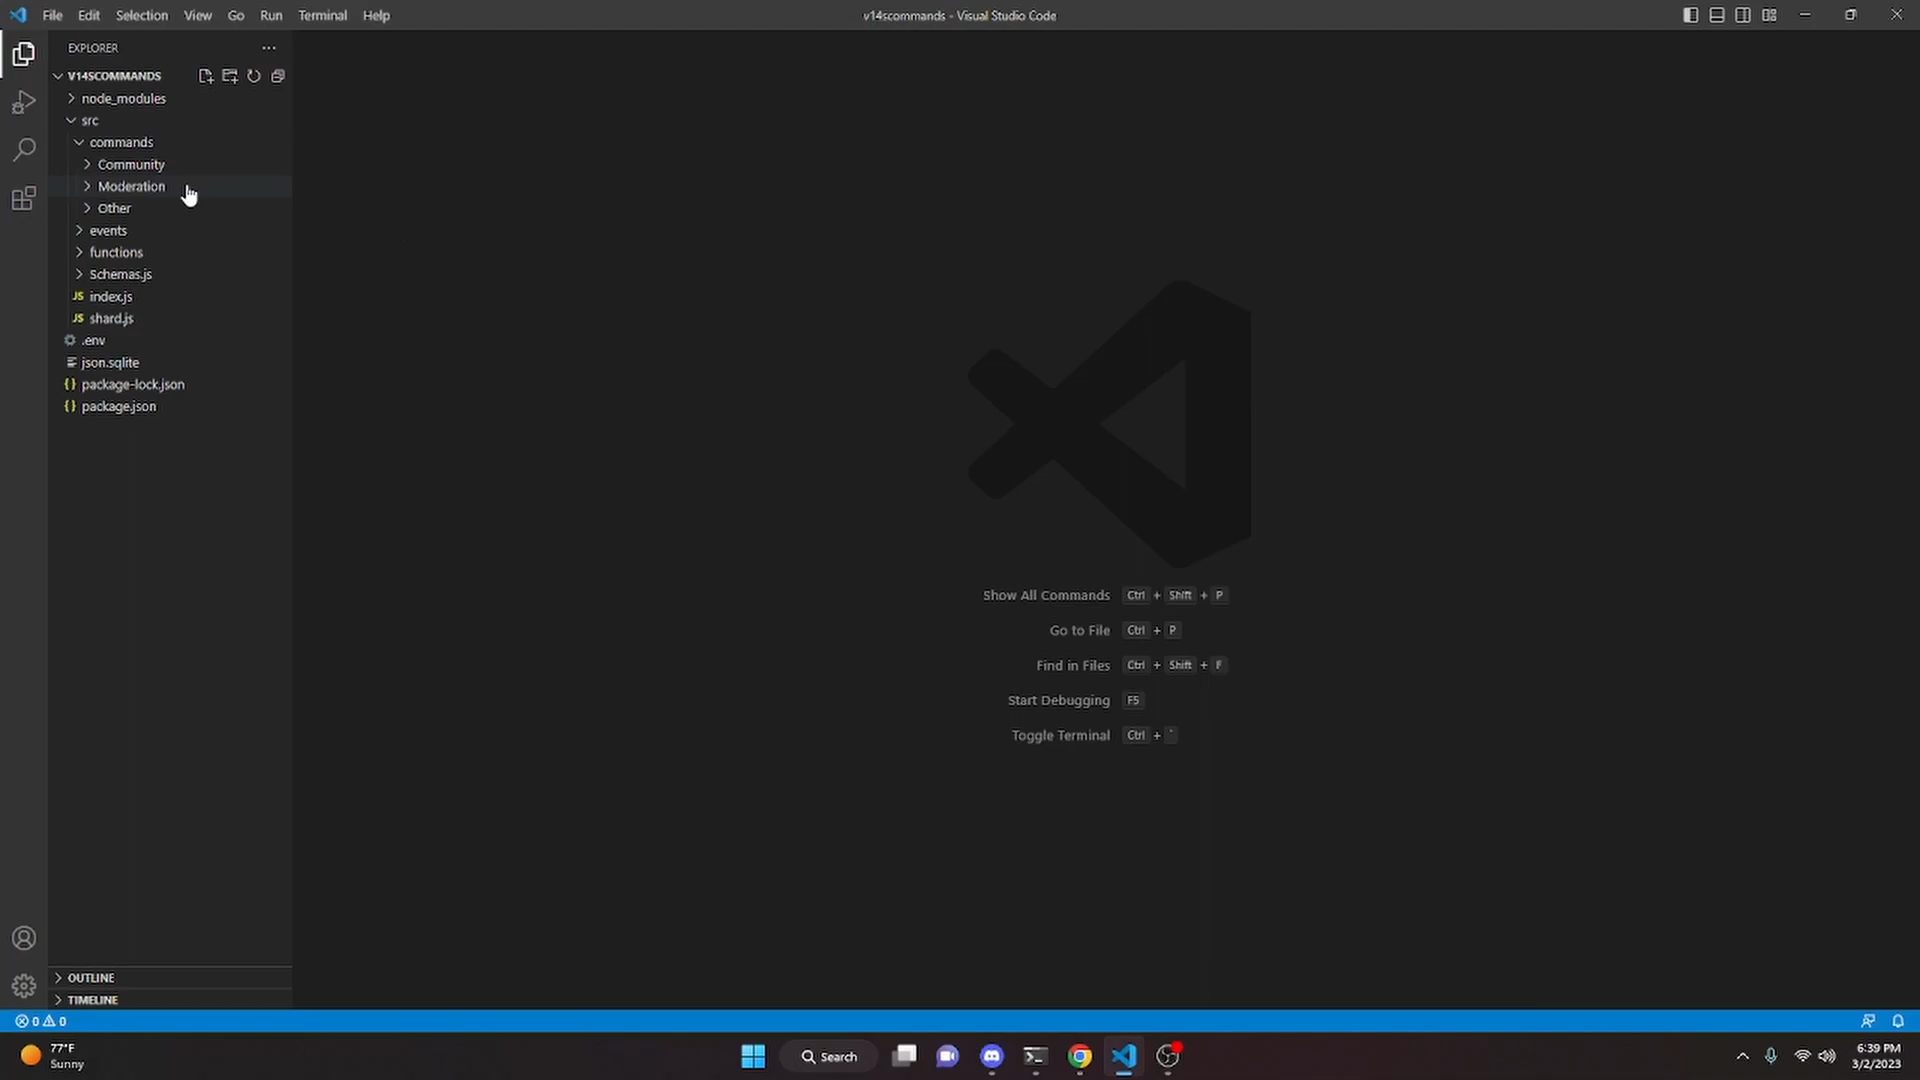 File Edit Selection View Go Run Terminal Help
v14scommands - Visual Studio Code
EXPLORER
V14SCOMMANDS
node_modules
src
commands
Community
Moderation
Other
events
functions
Schemas.js
JS index.js
JS shard.js
.env
json.sqlite
{} package-lock.json
{} package.json
Show All Commands Ctrl + Shift + P
Go to File Ctrl + P
Find in Files Ctrl + Shift + F
Start Debugging F5
Toggle Terminal Ctrl + `
OUTLINE
TIMELINE
0 0
77°F
Sunny
Search
6:39 PM
3/2/2023